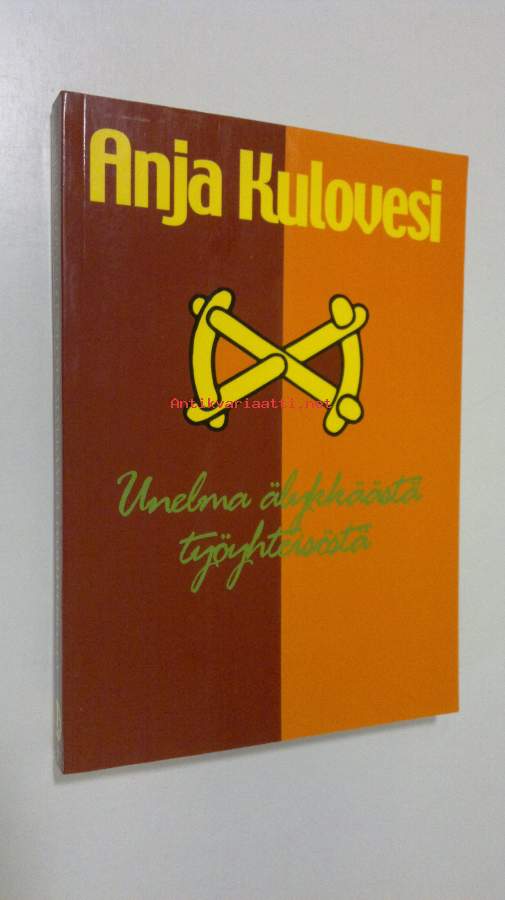 Anja Kulovesi
Antikvariaatti.net
Unelma älykkäästä
työyhteisöstä